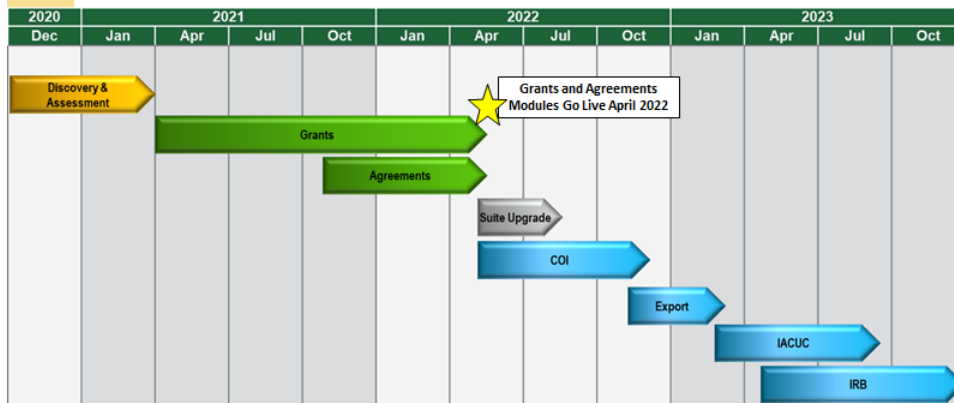 2020 2021 2022 2023
Dec Jan Apr Jul Oct Jan Apr Jul Oct Jan Apr Jul Oct
Discovery &
Assessment
Grants and Agreements
Modules Go Live April 2022
Grants
Agreements
Suite Upgrade
COI
Export
IACUC
IRB